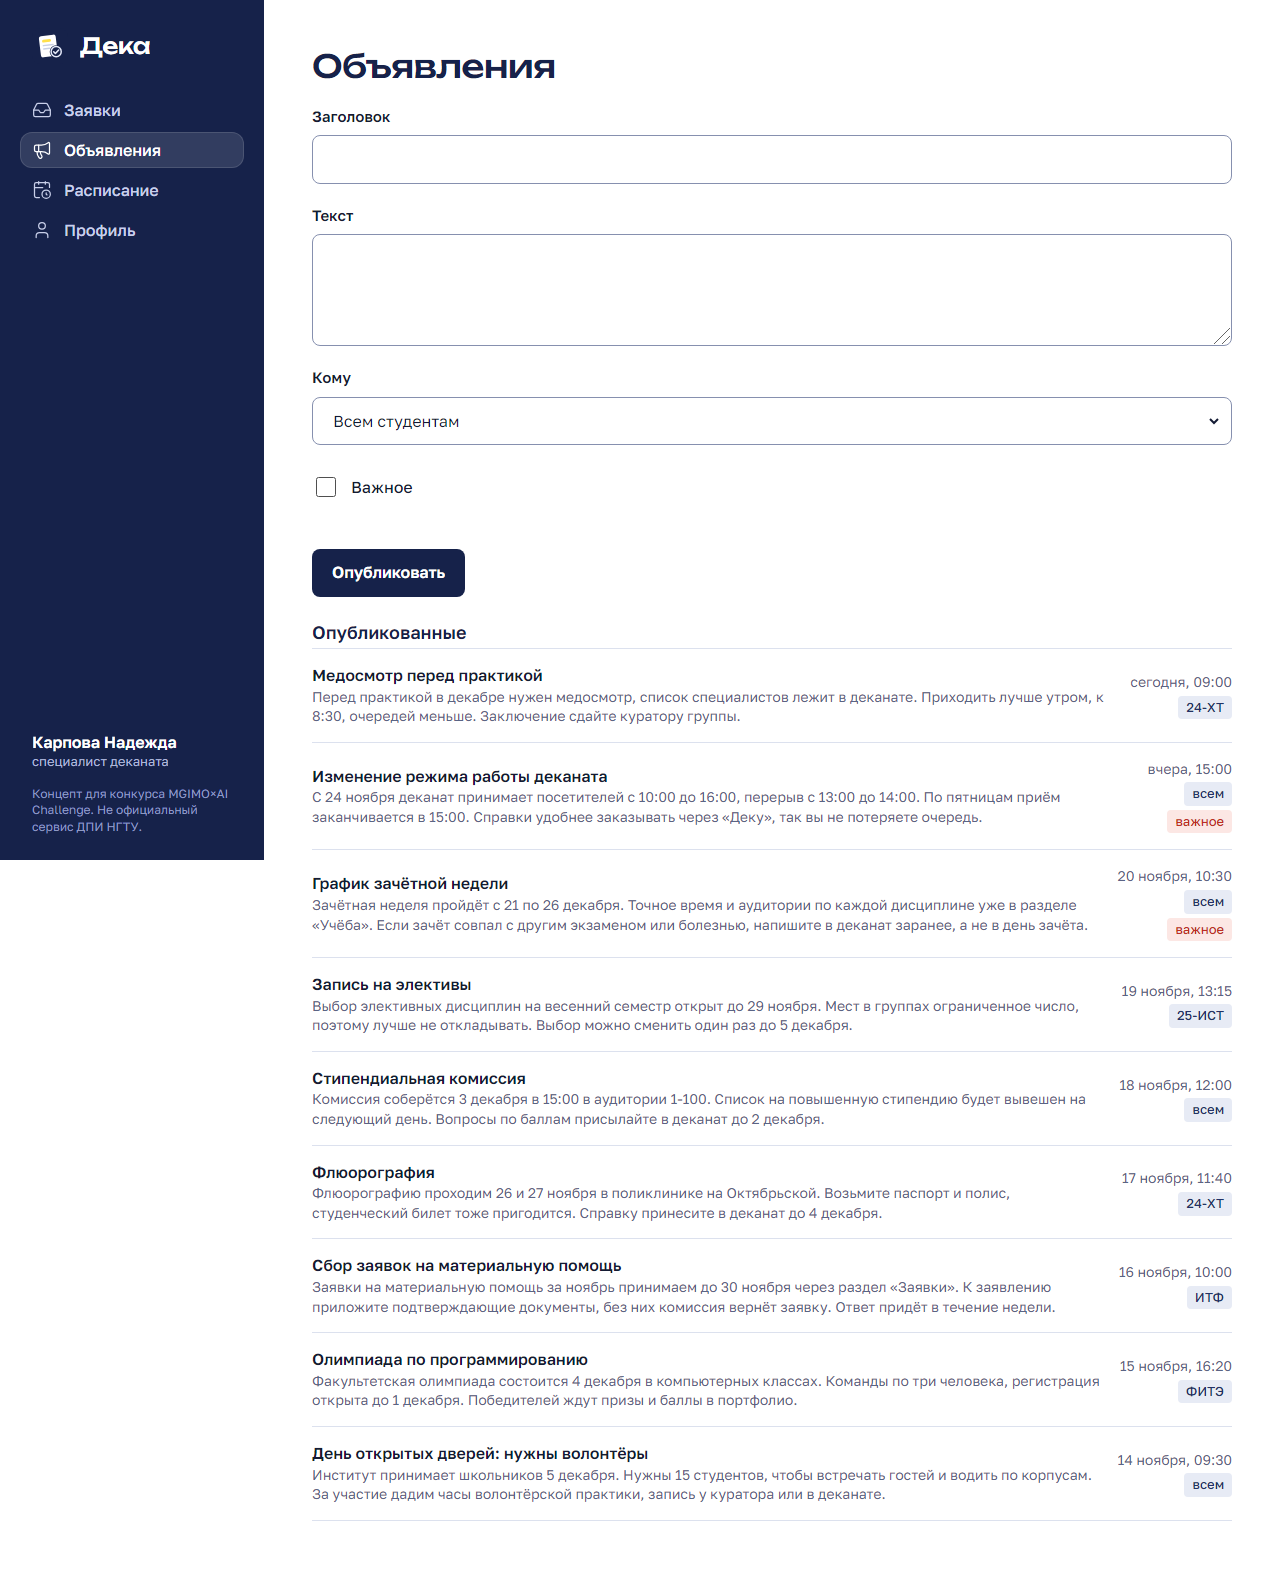 Дека
Заявки
Объявления
Расписание
Профиль
Карпова Надежда
специалист деканата
Концепт для конкурса MGIMO×AI
Challenge. Не официальный
сервис ДПИ НГТУ.
Объявления
Заголовок
Текст
Кому
Всем студентам
Важное
Опубликовать
Опубликованные
Медосмотр перед практикой
Перед практикой в декабре нужен медосмотр, список специалистов лежит в деканате. Приходить лучше утром, к
8:30, очередей меньше. Заключение сдайте куратору группы.
сегодня, 09:00
24-ХТ
Изменение режима работы деканата
С 24 ноября деканат принимает посетителей с 10:00 до 16:00, перерыв с 13:00 до 14:00. По пятницам приём
заканчивается в 15:00. Справки удобнее заказывать через «Деку», так вы не потеряете очередь.
вчера, 15:00
всем
важное
График зачётной недели
Зачётная неделя пройдёт с 21 по 26 декабря. Точное время и аудитории по каждой дисциплине уже в разделе
«Учёба». Если зачёт совпал с другим экзаменом или болезнью, напишите в деканат заранее, а не в день зачёта.
20 ноября, 10:30
всем
важное
Запись на элективы
Выбор элективных дисциплин на весенний семестр открыт до 29 ноября. Мест в группах ограниченное число,
поэтому лучше не откладывать. Выбор можно сменить один раз до 5 декабря.
19 ноября, 13:15
25-ИСТ
Стипендиальная комиссия
Комиссия соберётся 3 декабря в 15:00 в аудитории 1-100. Список на повышенную стипендию будет вывешен на
следующий день. Вопросы по баллам присылайте в деканат до 2 декабря.
18 ноября, 12:00
всем
Флюорография
Флюорографию проходим 26 и 27 ноября в поликлинике на Октябрьской. Возьмите паспорт и полис,
студенческий билет тоже пригодится. Справку принесите в деканат до 4 декабря.
17 ноября, 11:40
24-ХТ
Сбор заявок на материальную помощь
Заявки на материальную помощь за ноябрь принимаем до 30 ноября через раздел «Заявки». К заявлению
приложите подтверждающие документы, без них комиссия вернёт заявку. Ответ придёт в течение недели.
16 ноября, 10:00
ИТФ
Олимпиада по программированию
Факультетская олимпиада состоится 4 декабря в компьютерных классах. Команды по три человека, регистрация
открыта до 1 декабря. Победителей ждут призы и баллы в портфолио.
15 ноября, 16:20
ФИТЭ
День открытых дверей: нужны волонтёры
Институт принимает школьников 5 декабря. Нужны 15 студентов, чтобы встречать гостей и водить по корпусам.
За участие дадим часы волонтёрской практики, запись у куратора или в деканате.
14 ноября, 09:30
всем